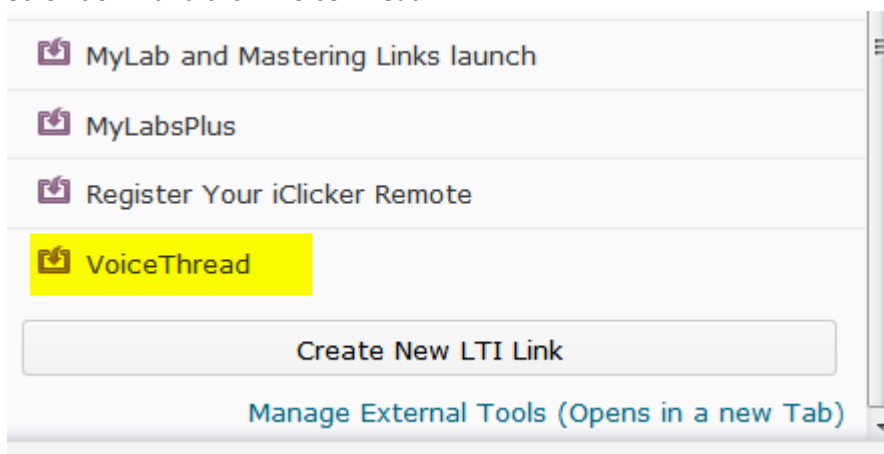 MyLab and Mastering Links launch
MyLabsPlus
Register Your iClicker Remote
VoiceThread
Create New LTI Link
Manage External Tools (Opens in a new Tab)